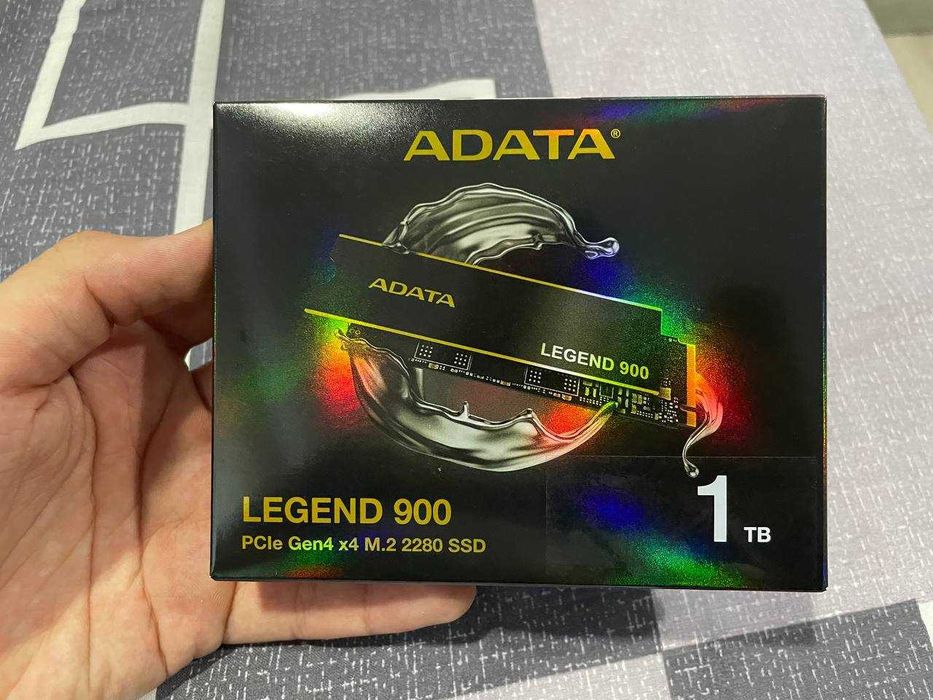 ADATA®
ADATA
LEGEND 900
LEGEND 900
PCIe Gen4 x4 M.2 2280 SSD
1 TB